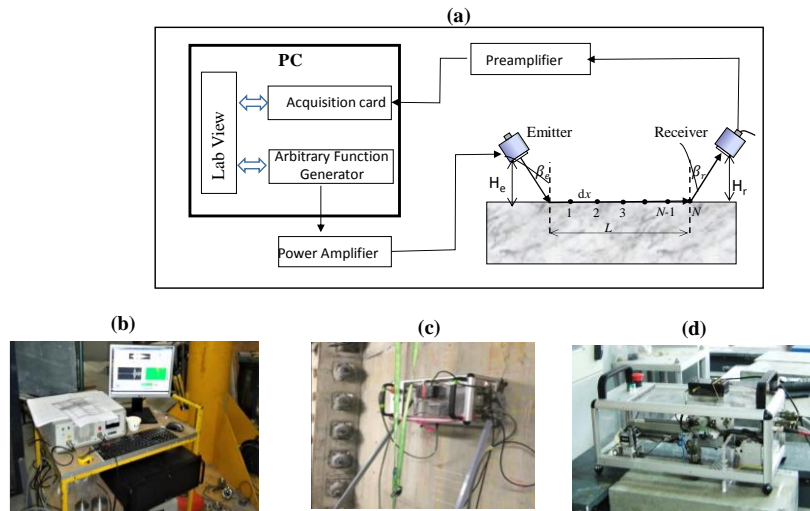 (a)
PC
Lab View
Acquisition card
Arbitrary Function
Generator
Power Amplifier
Preamplifier
Emitter
Receiver
βe
βr
He
Hr
dx
1 2 3 N-1 N
L
(b)
(c)
(d)